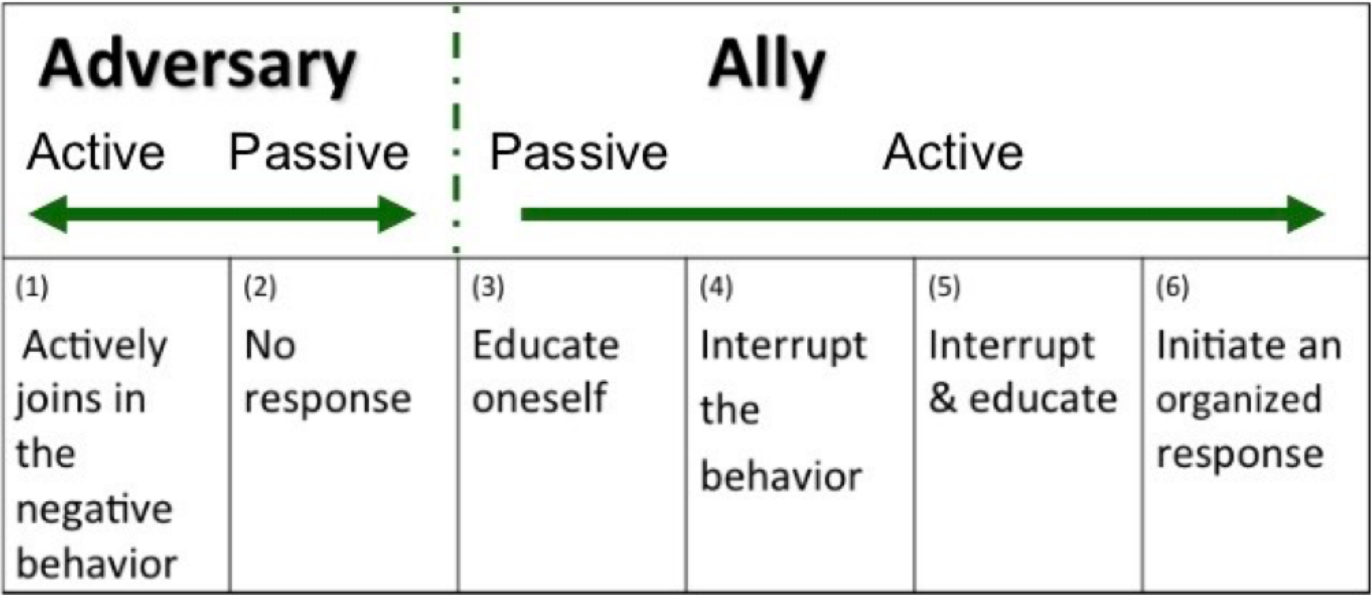 Adversary
Ally
Active
Passive
Passive
Active
(1)
Actively
joins in
the
negative
behavior
(2)
No
response
(3)
Educate
oneself
(4)
Interrupt
the
behavior
(5)
Interrupt
& educate
(6)
Initiate an
organized
response